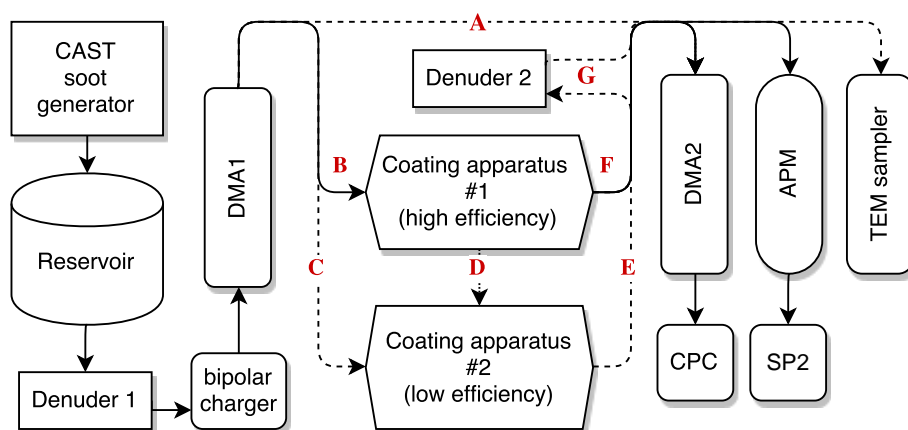 CAST
soot
generator
Reservoir
Denuder 1
bipolar
charger
DMA1
A
B
C
Denuder 2
G
Coating apparatus
#1
(high efficiency)
F
D
E
Coating apparatus
#2
(low efficiency)
DMA2
CPC
APM
SP2
TEM sampler